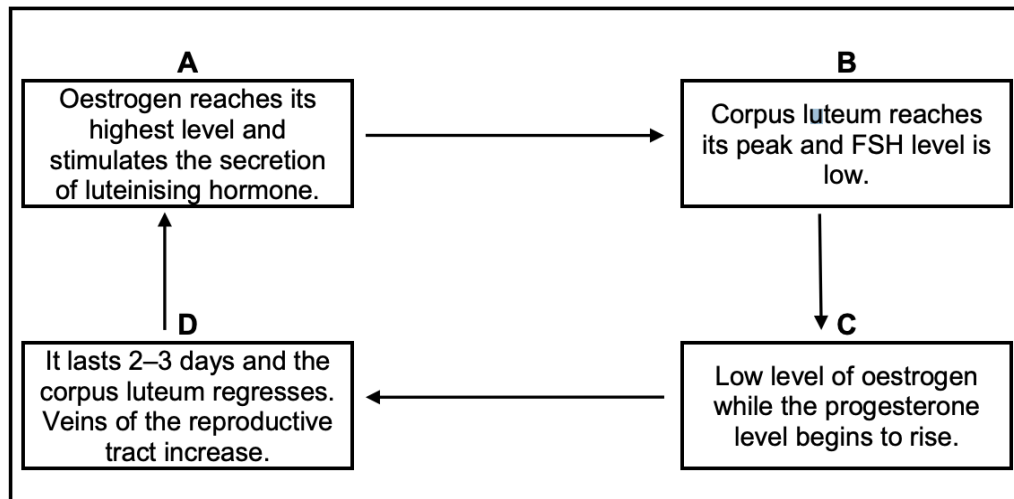 A
Oestrogen reaches its
highest level and
stimulates the secretion
of luteinising hormone.
B
Corpus luteum reaches
its peak and FSH level is
low.
D
It lasts 2–3 days and the
corpus luteum regresses.
Veins of the reproductive
tract increase.
C
Low level of oestrogen
while the progesterone
level begins to rise.